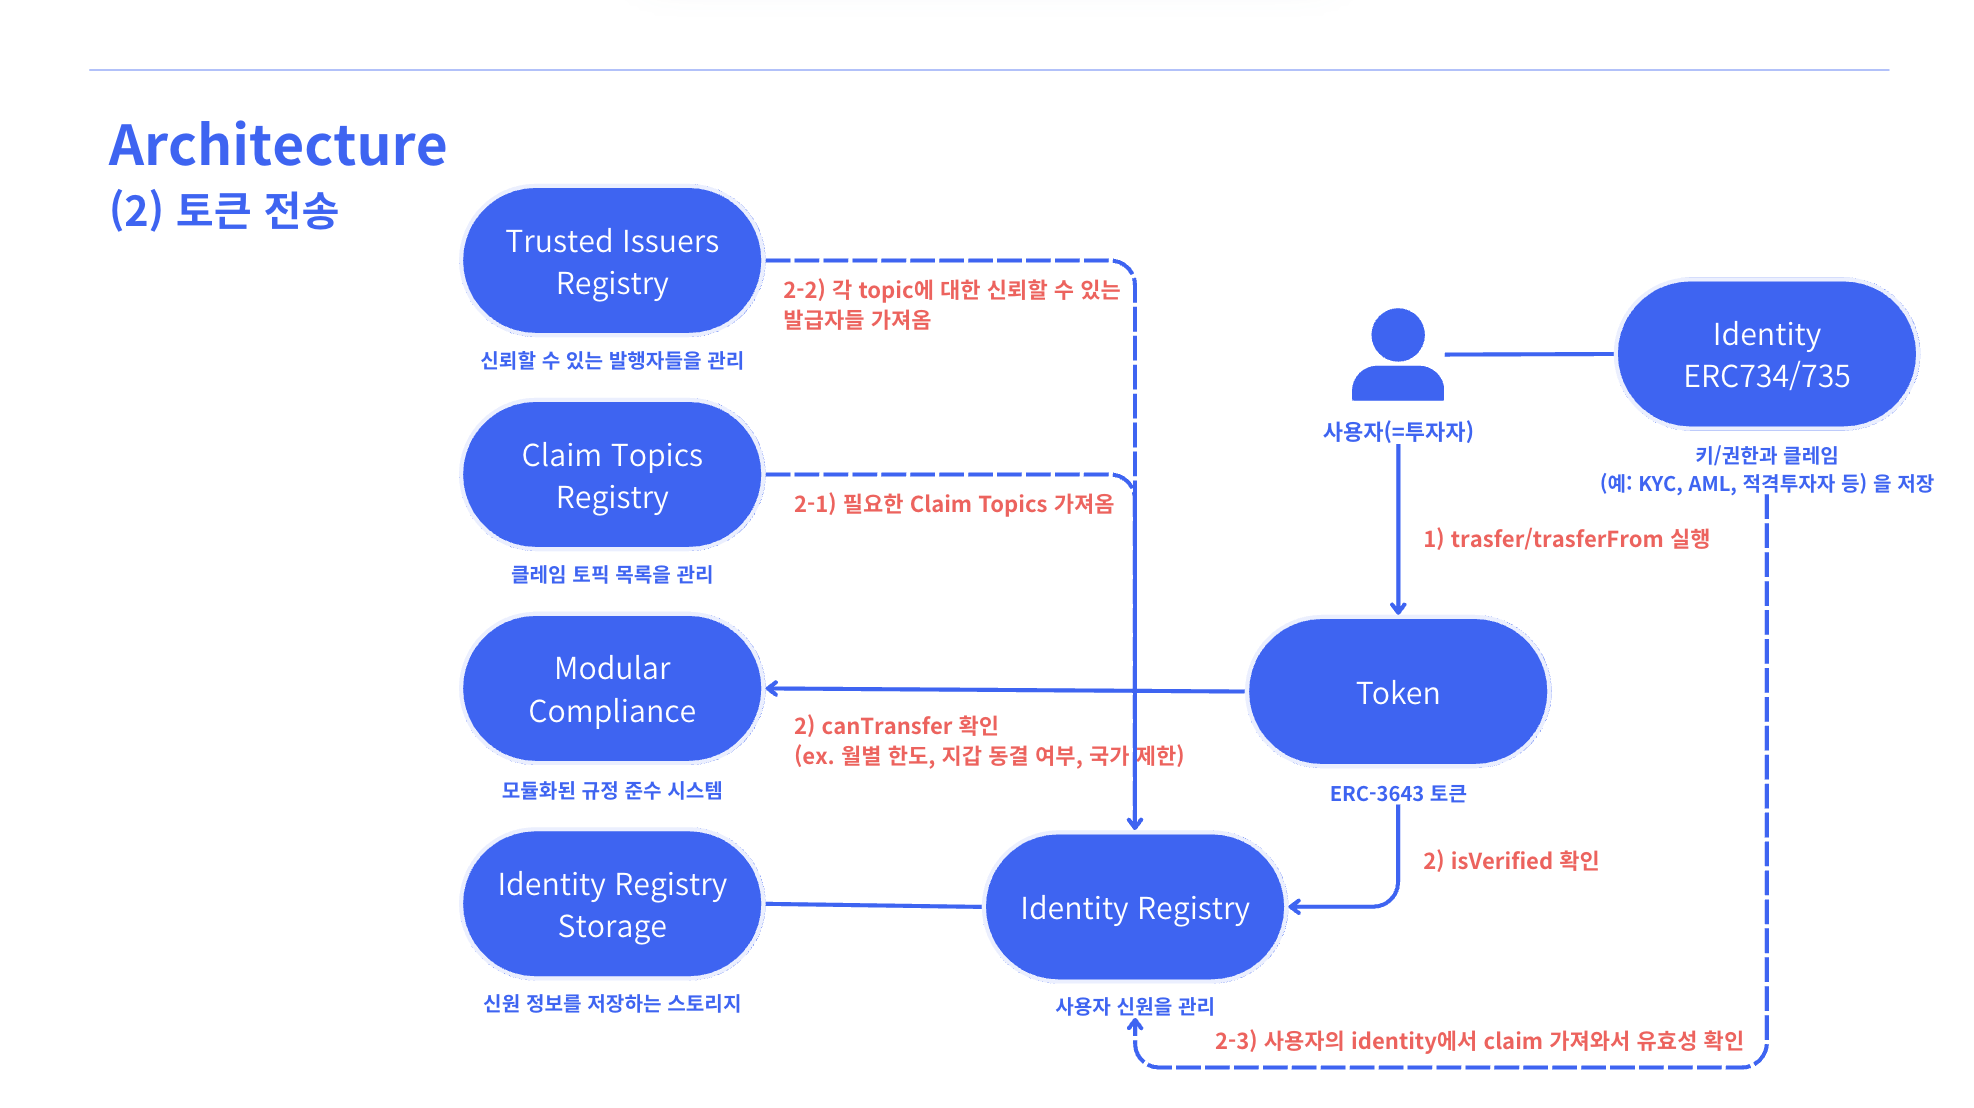 Architecture
(2) 토큰 전송
Trusted Issuers
Registry
신뢰할 수 있는 발행자들을 관리
2-2) 각 topic에 대한 신뢰할 수 있는
발급자들 가져옴
Claim Topics
Registry
클레임 토픽 목록을 관리
2-1) 필요한 Claim Topics 가져옴
Modular
Compliance
모듈화된 규정 준수 시스템
2) canTransfer 확인
(ex. 월별 한도, 지갑 동결 여부, 국가 제한)
Identity Registry
Storage
신원 정보를 저장하는 스토리지
사용자(=투자자)
Identity
ERC734/735
키/권한과 클레임
(예: KYC, AML, 적격투자자 등) 을 저장
1) trasfer/trasferFrom 실행
Token
ERC-3643 토큰
2) isVerified 확인
Identity Registry
사용자 신원을 관리
2-3) 사용자의 identity에서 claim 가져와서 유효성 확인